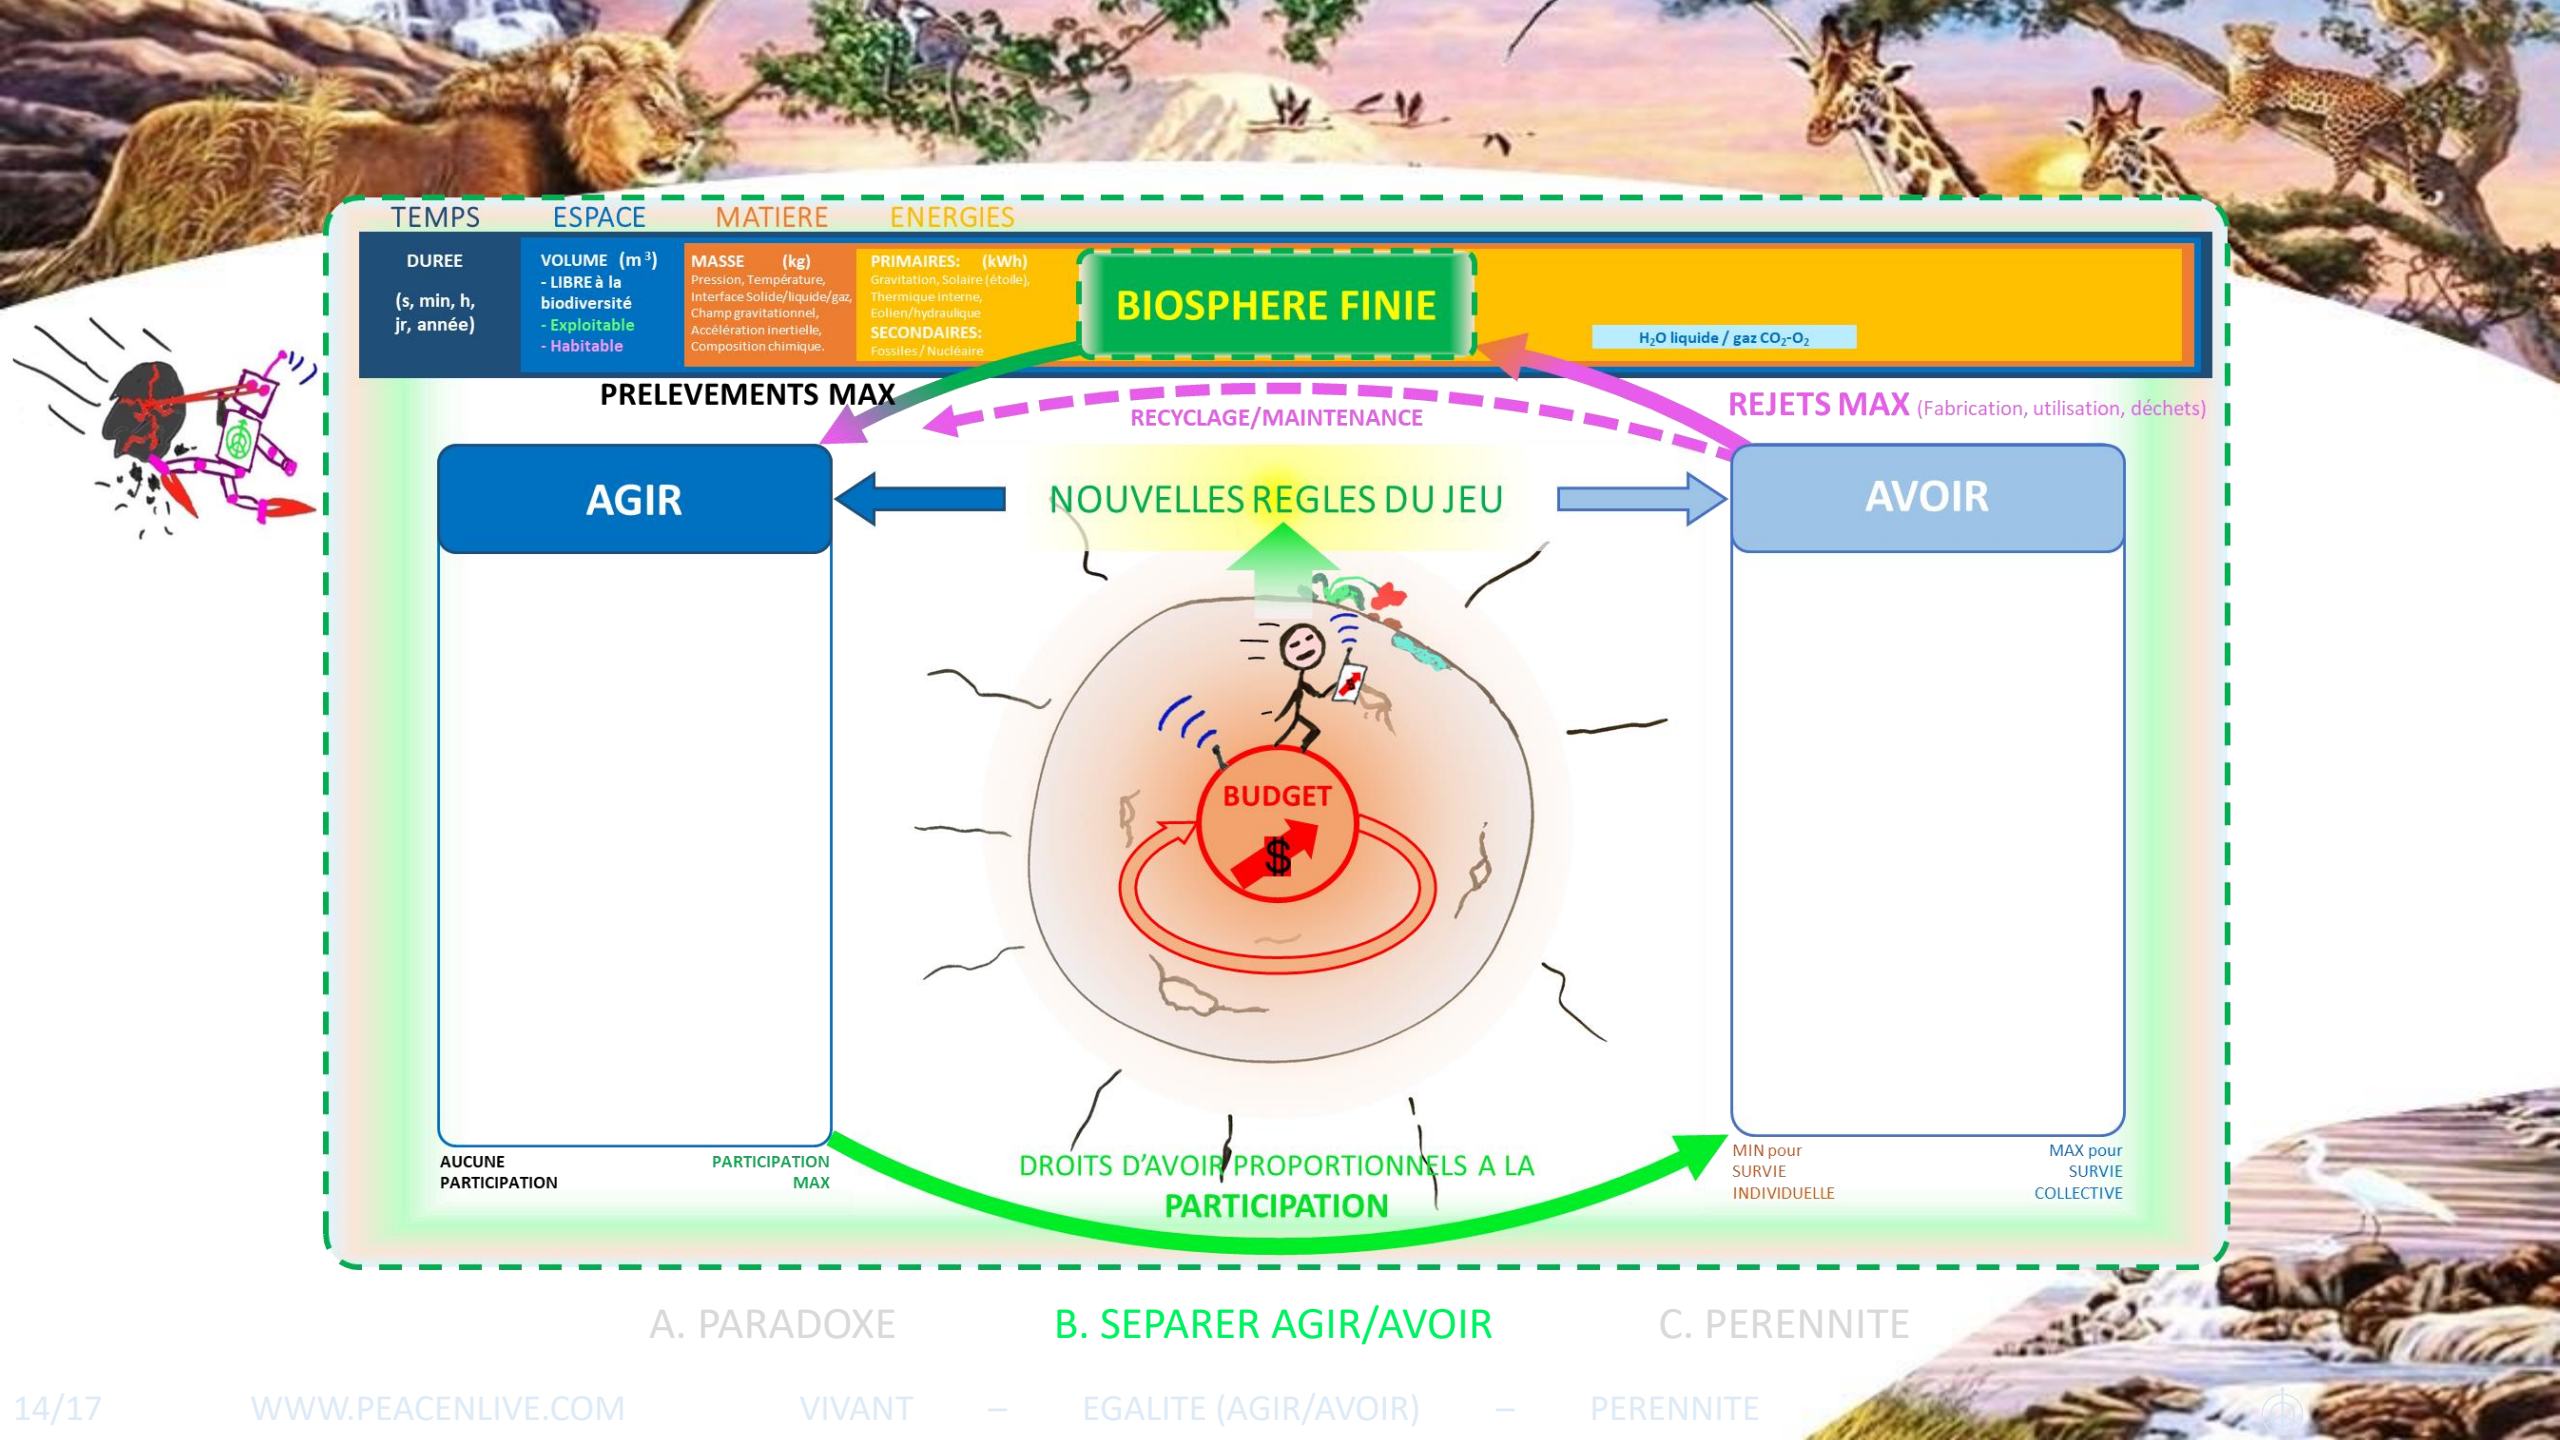 TEMPS
ESPACE
MATIERE
ENERGIES
DUREE
(s, min, h,
jr, année)
VOLUME (m³)
- LIBRE à la
biodiversité
- Exploitable
- Habitable
MASSE (kg)
Pression, Température,
Interface Solide/liquide/gaz,
Champ gravitationnel,
Accélération inertielle,
Composition chimique.
PRIMAIRES: (kWh)
Gravitation, Solaire (étoile),
Thermique interne,
Eolien/hydraulique
SECONDAIRES:
Fossiles / Nucléaire
BIOSPHERE FINIE
H₂O liquide / gaz CO₂-O₂
PRELEVEMENTS MAX
RECYCLAGE/MAINTENANCE
REJETS MAX (Fabrication, utilisation, déchets)
AGIR
NOUVELLES REGLES DU JEU
AVOIR
BUDGET
$
AUCUNE
PARTICIPATION
PARTICIPATION
MAX
DROITS D'AVOIR PROPORTIONNELS A LA
PARTICIPATION
MIN pour
SURVIE
INDIVIDUELLE
MAX pour
SURVIE
COLLECTIVE
A. PARADOXE
B. SEPARER AGIR/AVOIR
C. PERENNITE
14/17
WWW.PEACENLIVE.COM
VIVANT – EGALITE (AGIR/AVOIR) – PERENNITE